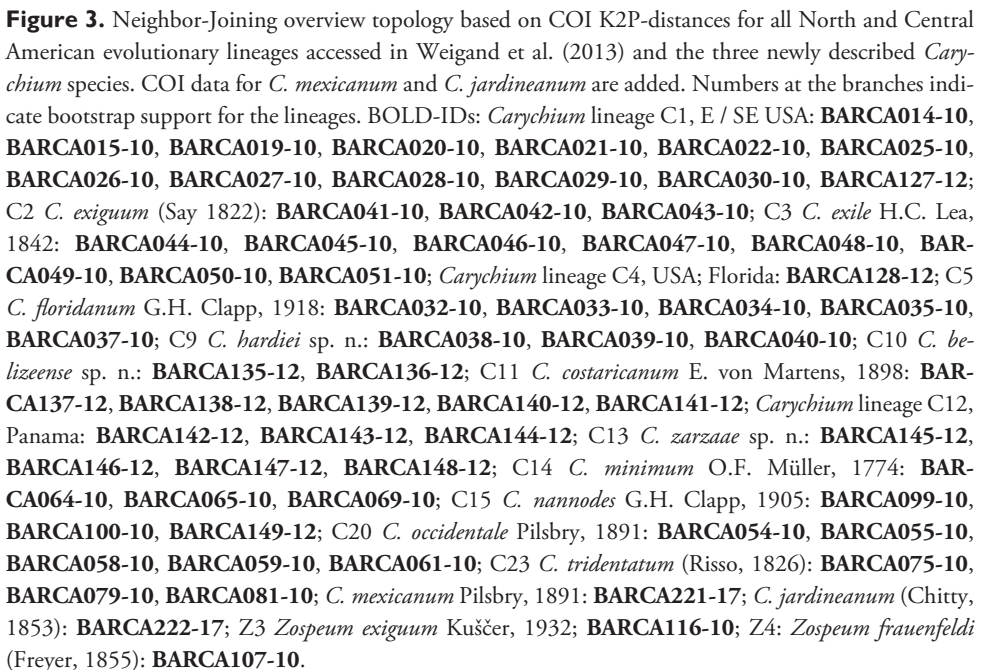 Figure 3. Neighbor-Joining overview topology based on COI K2P-distances for all North and Central
American evolutionary lineages accessed in Weigand et al. (2013) and the three newly described Cary-
chium species. COI data for C. mexicanum and C. jardineanum are added. Numbers at the branches indi-
cate bootstrap support for the lineages. BOLD-IDs: Carychium lineage C1, E / SE USA: BARCA014-10,
BARCA015-10, BARCA019-10, BARCA020-10, BARCA021-10, BARCA022-10, BARCA025-10,
BARCA026-10, BARCA027-10, BARCA028-10, BARCA029-10, BARCA030-10, BARCA127-12;
C2 C. exiguum (Say 1822): BARCA041-10, BARCA042-10, BARCA043-10; C3 C. exile H.C. Lea,
1842: BARCA044-10, BARCA045-10, BARCA046-10, BARCA047-10, BARCA048-10, BAR-
CA049-10, BARCA050-10, BARCA051-10; Carychium lineage C4, USA; Florida: BARCA128-12; C5
C. floridanum G.H. Clapp, 1918: BARCA032-10, BARCA033-10, BARCA034-10, BARCA035-10,
BARCA037-10; C9 C. hardiei sp. n.: BARCA038-10, BARCA039-10, BARCA040-10; C10 C. be-
lizeense sp. n.: BARCA135-12, BARCA136-12; C11 C. costaricanum E. von Martens, 1898: BAR-
CA137-12, BARCA138-12, BARCA139-12, BARCA140-12, BARCA141-12; Carychium lineage C12,
Panama: BARCA142-12, BARCA143-12, BARCA144-12; C13 C. zarzaae sp. n.: BARCA145-12,
BARCA146-12, BARCA147-12, BARCA148-12; C14 C. minimum O.F. Müller, 1774: BAR-
CA064-10, BARCA065-10, BARCA069-10; C15 C. nannodes G.H. Clapp, 1905: BARCA099-10,
BARCA100-10, BARCA149-12; C20 C. occidentale Pilsbry, 1891: BARCA054-10, BARCA055-10,
BARCA058-10, BARCA059-10, BARCA061-10; C23 C. tridentatum (Risso, 1826): BARCA075-10,
BARCA079-10, BARCA081-10; C. mexicanum Pilsbry, 1891: BARCA221-17; C. jardineanum (Chitty,
1853): BARCA222-17; Z3 Zospeum exiguum Kuščer, 1932; BARCA116-10; Z4: Zospeum frauenfeldi
(Freyer, 1855): BARCA107-10.